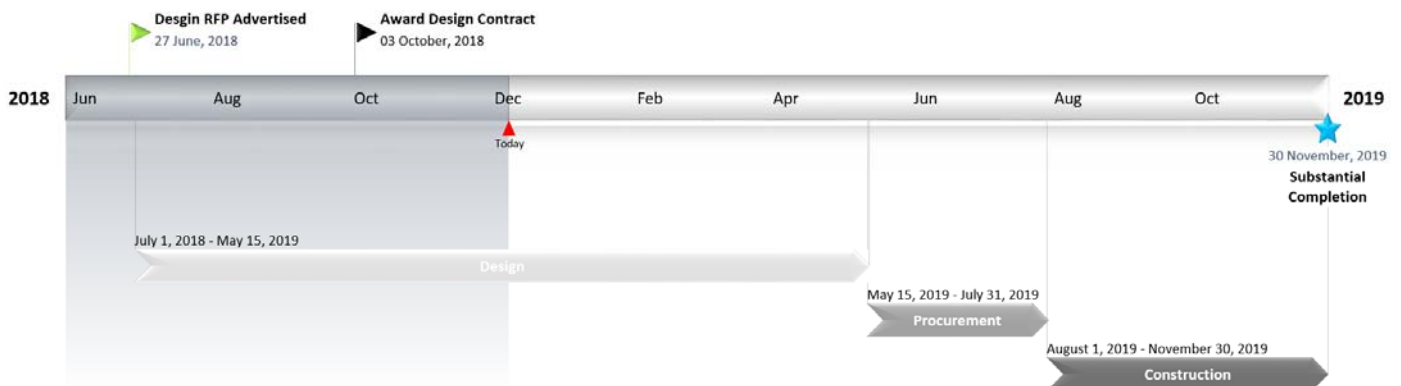 Desgin RFP Advertised
27 June, 2018
Award Design Contract
03 October, 2018
2018 Jun Aug Oct Dec Feb Apr Jun Aug Oct 2019
Today
30 November, 2019
Substantial
Completion
July 1, 2018 - May 15, 2019
Design
May 15, 2019 - July 31, 2019
Procurement
August 1, 2019 - November 30, 2019
Construction